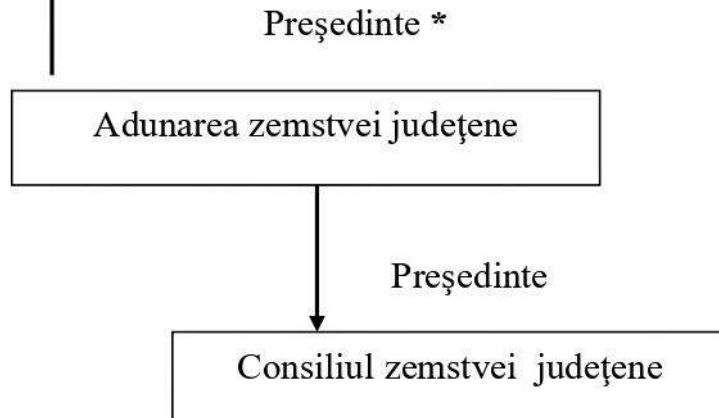 Preşedinte *
Adunarea zemstvei judeţene
Preşedinte
Consiliul zemstvei judeţene